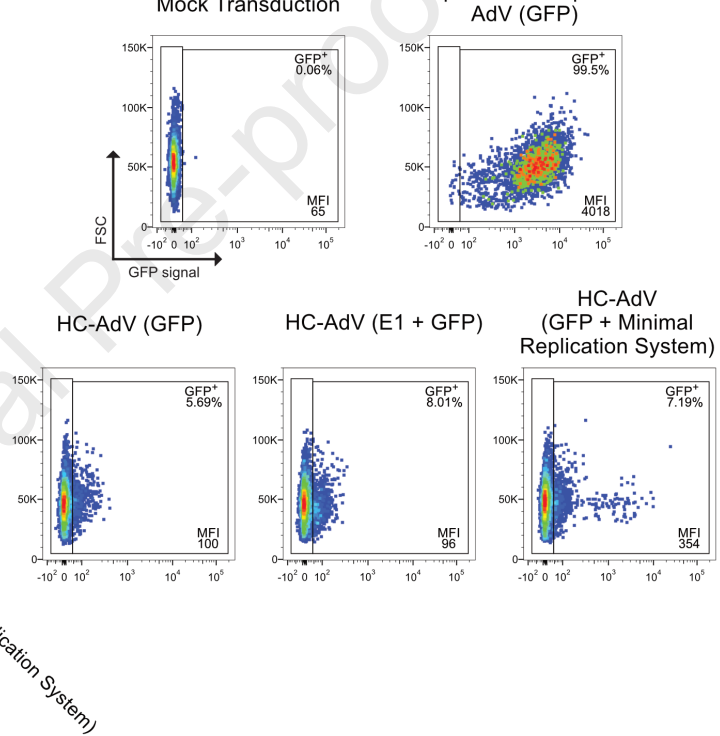 Mock Transduction
AdV (GFP)
150K
100K
50K
0
GFP+
0.06%
MFI
65
-10² 0 10² 10³ 10⁴ 10⁵
FSC
GFP signal
150K
100K
50K
0
GFP+
99.5%
MFI
4018
-10² 0 10² 10³ 10⁴ 10⁵
HC-AdV (GFP)
HC-AdV (E1 + GFP)
HC-AdV
(GFP + Minimal
Replication System)
150K
100K
50K
0
GFP+
5.69%
MFI
100
-10² 0 10² 10³ 10⁴ 10⁵
150K
100K
50K
0
GFP+
8.01%
MFI
96
-10² 0 10² 10³ 10⁴ 10⁵
150K
100K
50K
0
GFP+
7.19%
MFI
354
-10² 0 10² 10³ 10⁴ 10⁵
lication System)
al Pre-proo